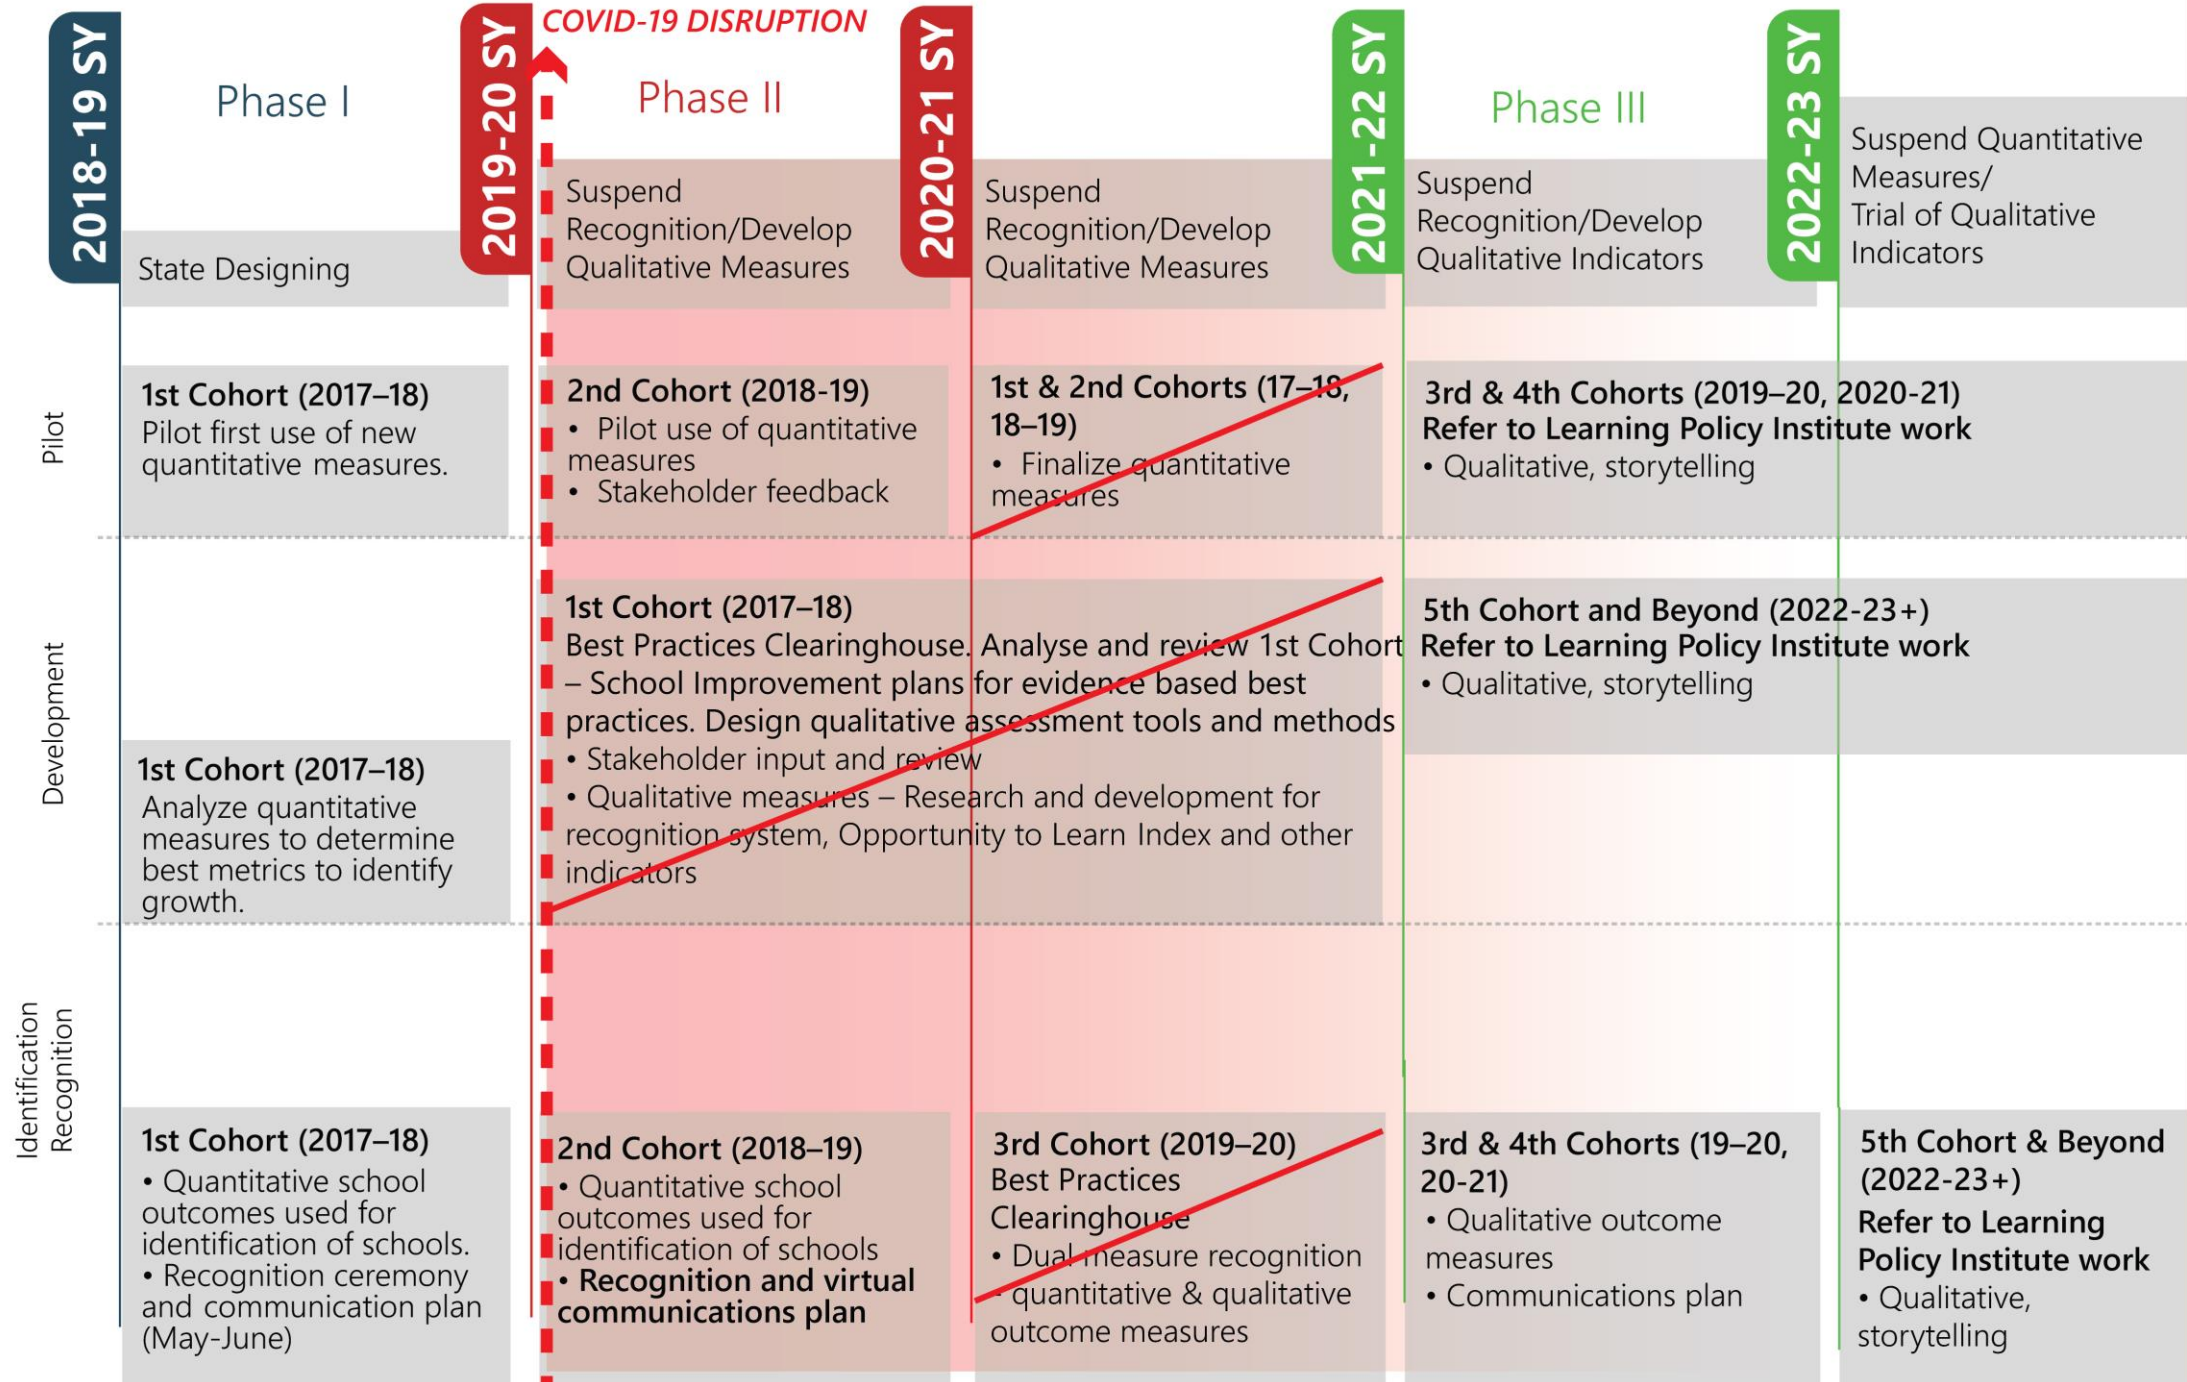 COVID-19 DISRUPTION
2018-19 SY
2019-20 SY
2020-21 SY
2021-22 SY
2022-23 SY
Phase I
Phase II
Phase III
State Designing
Suspend
Recognition/Develop
Qualitative Measures
Suspend
Recognition/Develop
Qualitative Measures
Suspend
Recognition/Develop
Qualitative Indicators
Suspend Quantitative
Measures/
Trial of Qualitative
Indicators
Pilot
1st Cohort (2017–18)
Pilot first use of new
quantitative measures.
2nd Cohort (2018-19)
• Pilot use of quantitative
measures
• Stakeholder feedback
1st & 2nd Cohorts (17–18,
18–19)
• Finalize quantitative
measures
3rd & 4th Cohorts (2019–20, 2020-21)
Refer to Learning Policy Institute work
• Qualitative, storytelling
Development
1st Cohort (2017–18)
Analyze quantitative
measures to determine
best metrics to identify
growth.
1st Cohort (2017–18)
Best Practices Clearinghouse. Analyse and review 1st Cohort
– School Improvement plans for evidence based best
practices. Design qualitative assessment tools and methods
• Stakeholder input and review
• Qualitative measures – Research and development for
recognition system, Opportunity to Learn Index and other
indicators
5th Cohort and Beyond (2022-23+)
Refer to Learning Policy Institute work
• Qualitative, storytelling
Identification
Recognition
1st Cohort (2017–18)
• Quantitative school
outcomes used for
identification of schools.
• Recognition ceremony
and communication plan
(May-June)
2nd Cohort (2018–19)
• Quantitative school
outcomes used for
identification of schools
• Recognition and virtual
communications plan
3rd Cohort (2019–20)
Best Practices
Clearinghouse
• Dual measure recognition
- quantitative & qualitative
outcome measures
3rd & 4th Cohorts (19–20,
20-21)
• Qualitative outcome
measures
• Communications plan
5th Cohort & Beyond
(2022-23+)
Refer to Learning
Policy Institute work
• Qualitative,
storytelling